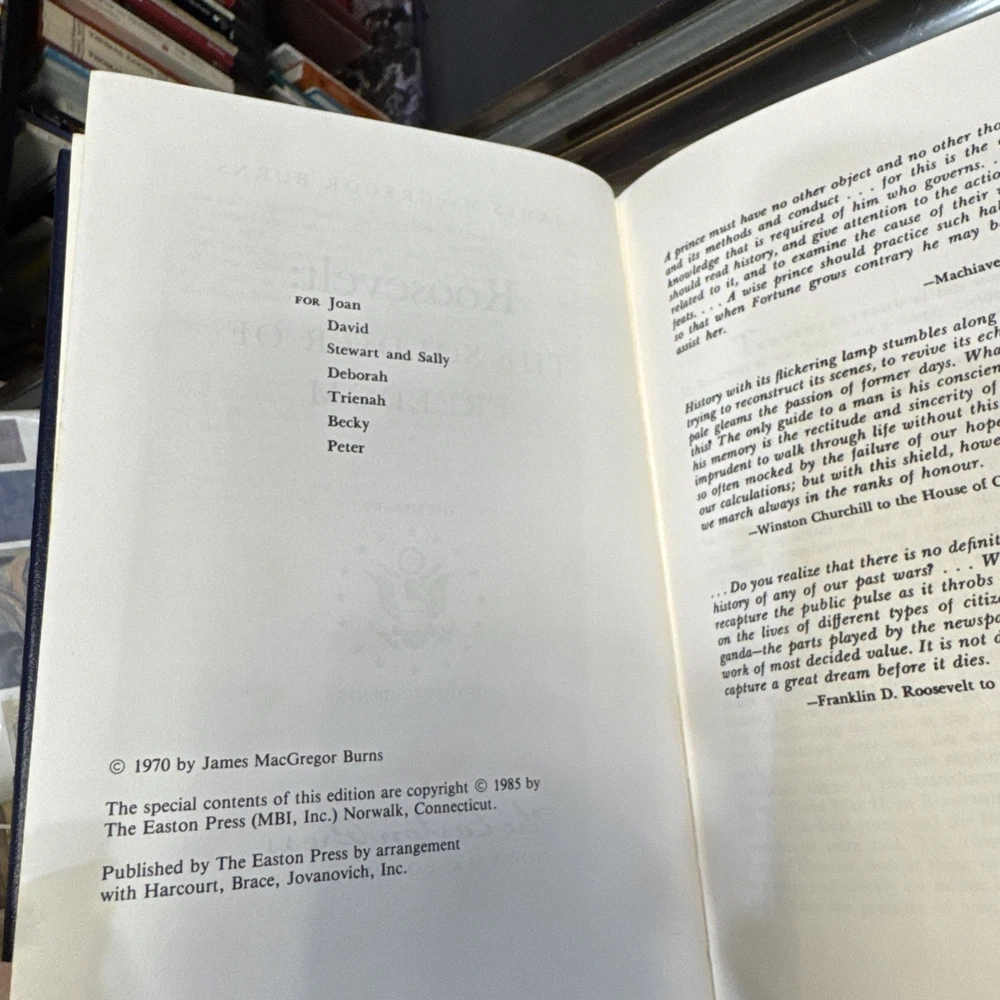 FOR Joan
David
Stewart and Sally
Deborah
Trienah
Becky
Peter
© 1970 by James MacGregor Burns
The special contents of this edition are copyright © 1985 by
The Easton Press (MBI, Inc.) Norwalk, Connecticut.
Published by The Easton Press by arrangement
with Harcourt, Brace, Jovanovich, Inc.
A prince must have no other object and no other
and its methods and conduct . . . for this is the
knowledge that is required of him who governs. . .
should read history, and give attention to the
related to it, and to examine the cause of their
feats. . . . A wise prince should practice such
so that when Fortune grows contrary he may
assist her.
History with its flickering lamp stumbles along
trying to reconstruct its scenes, to revive its
pale gleams the passion of former days.
this? The only guide to a man is his
his memory is the rectitude and sincerity of
imprudent to walk through life without this
so often mocked by the failure of our
our calculations; but with this shield,
we march always in the ranks of honour.
—Winston Churchill to the House of
. . . Do you realize that there is no
history of any of our past wars? . . .
recapture the public pulse as it throbs
on the lives of different types of
ganda—the parts played by the
work of most decided value. It is not
capture a great dream before it dies.
—Franklin D. Roosevelt to